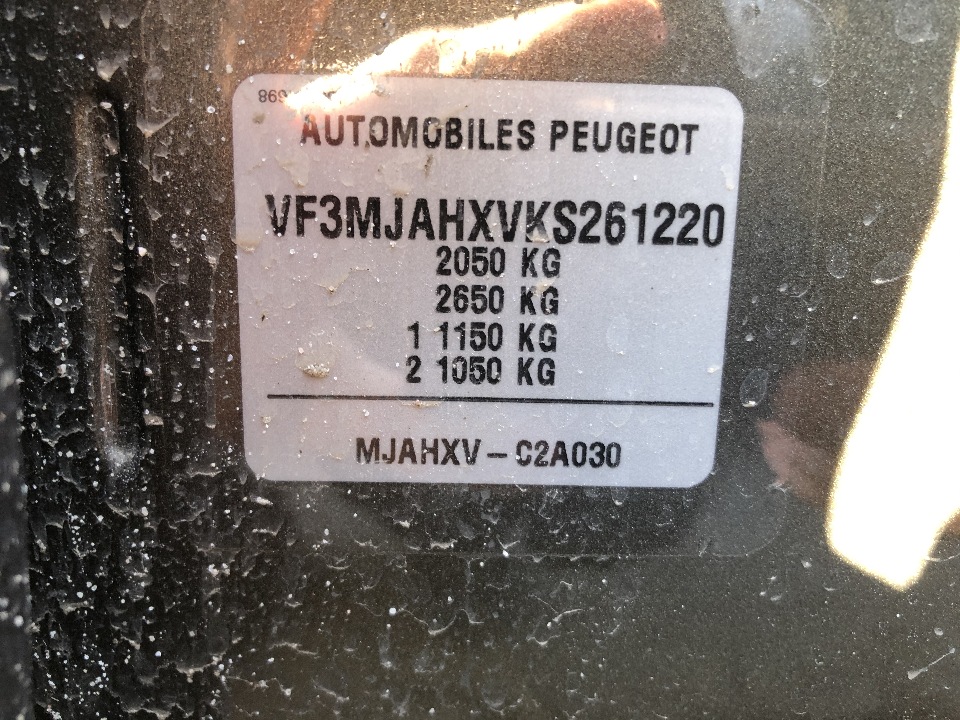 AUTOMOBILES PEUGEOT
VF3MJAHXVKS261220
2050 KG
2650 KG
1 1150 KG
2 1050 KG
MJAHXV – C2A030